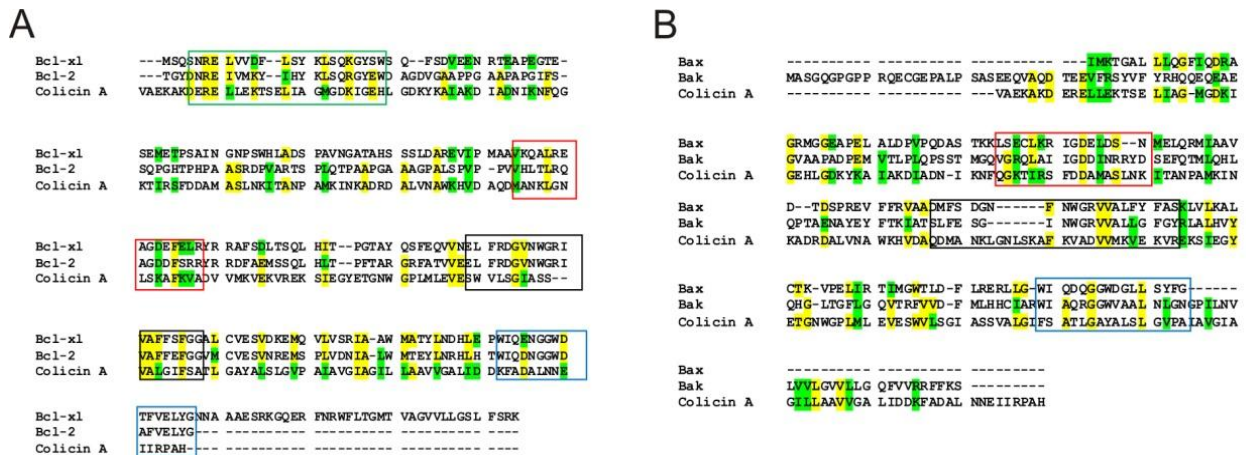 A
Bcl-xl ---MSQSNRE LVVDF--LSY KLSQKGYSWS Q--FSDVEEN RTEAPEGTE-
Bcl-2 ---TGYDNRE IVMKY-IHYK LSQRGYEWD AGDVGAAPPG AAPAPGIFS-
Colicin A VAEKAKDERE LLEKTSELIA GMGDKIGEHL GDKYKAIAKD IADNIKNFQG
Bcl-xl SEMETPSAIN GNPSWHLADS PAVNGATAHS SSLDAREVIP MAAVKQALRE
Bcl-2 SQPGHTPHPA ASRDPVARTS PLQTPAAPGA AAGPALSPVP -PVVHLTLRQ
Colicin A KTIRSFDDAM ASLNKITANP AMKINKADRD ALVNAWKHVD AQDMANKLGN
Bcl-xl AGDEFELRYR RAFSDLTSQL HIT--PGTAY QSFEQVVNEL FRDGVNWGRI
Bcl-2 AGDDFSRRYR RDFAEMSSQL HLT--PFTAR GRFATVVEEL FRDGVNWGRI
Colicin A LSKAFKVADV VMKVEKVREK SIEGYETGNW GPLMLEVESW VLSGIASS--
Bcl-xl VAFFSFGGAL CVESVDKEMQ VLVSRIA-AW MATYLNDHLE PWIQENGGWD
Bcl-2 VAFFEFGGVM CVESVNREMS PLVDNIA-LW MTEYLNRHLH TWIQDNGGWD
Colicin A VALGIFSATL GAYALSLGVP AIAVGIAGIL LAAVVGALID DKFADALNNE
Bcl-xl TFVELYGNNA AAESRKGQER FNRWFLTGMT VAGVVLLGSL FSRK
Bcl-2 AFVELYG--- ---------- ---------- ---------- ----
Colicin A IIRPAH---- ---------- ---------- ---------- ----
B
Bax IMKTGALL LLQGFIQDRA
Bak MASGQGPGPP RQECGEPALP SASEEQVAQD TEEVFRSYVF YRHQQEQEAE
Colicin A VAEKAKD ERELLEKTSE LIAG-MGDKI
Bax GRMGGEAPEL ALDPVPQDAS TKKLSECLKR IGDELDS--N MELQRMIAAV
Bak GVAAPADPEM VTLPLQPSST MGQVGRQLAI IGDDINRRYD SEFQTMLQHL
Colicin A GEHLGDKYKA IAKDIADN-I KNFQGKTIRS FDDAMASLNK ITANPAMKIN
Bax D--TDSPREV FFRVAADMFS DGN------F NWGRVVALFY FASKLVLKAL
Bak QPTAENAYEY FTKIATSLFE SG------I NWGRVVALLG FGYRLALHVY
Colicin A KADRDALVNA WKHVDAQDMA NKLGNLSKAF KVADVVMKVE KVREKSIEGY
Bax CTK-VPELIR TIMGWTLD-F LRERLLG-WI QDQGGWDGLL SYFG------
Bak QHG-LTGFLG QVTRFVVD-F MLHHCIARWI AQRGGWVAAL NLGNGPILNV
Colicin A ETGNWGPLML EVESWVLSGI ASSVALGIFS ATLGAYALSL GVPAIAVGIA
Bax ---------- ---------- ----------
Bak LVVLGVVLLG QFVVRRFFKS ----------
Colicin A GILLAAVVGA LIDDKFADAL NNEIIRPAH